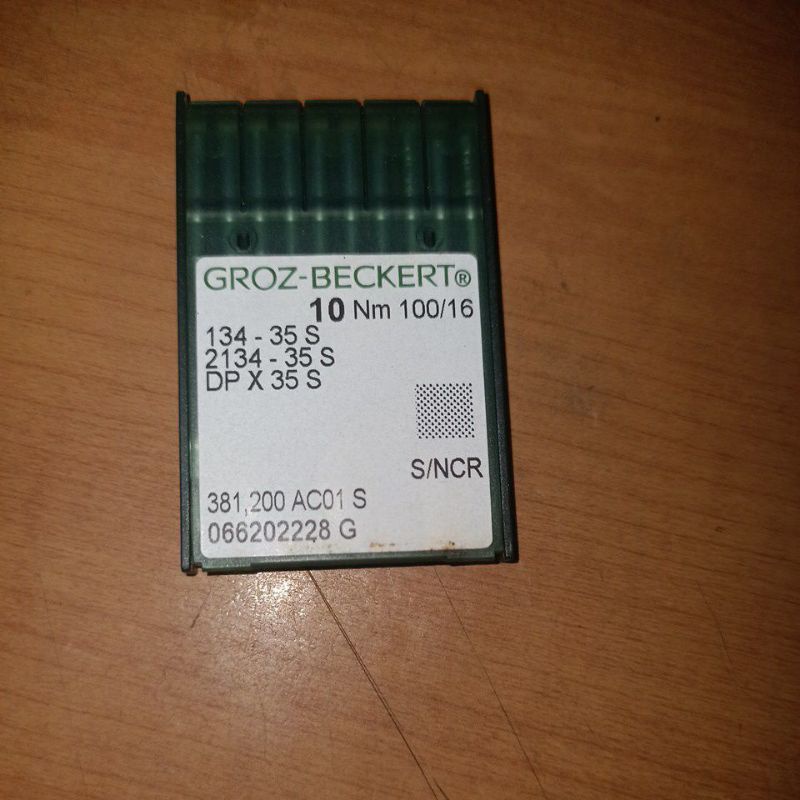 GROZ-BECKERT®
10 Nm 100/16
134 - 35 S
2134 - 35 S
DP X 35 S
S/NCR
381,200 AC01 S
066202228 G